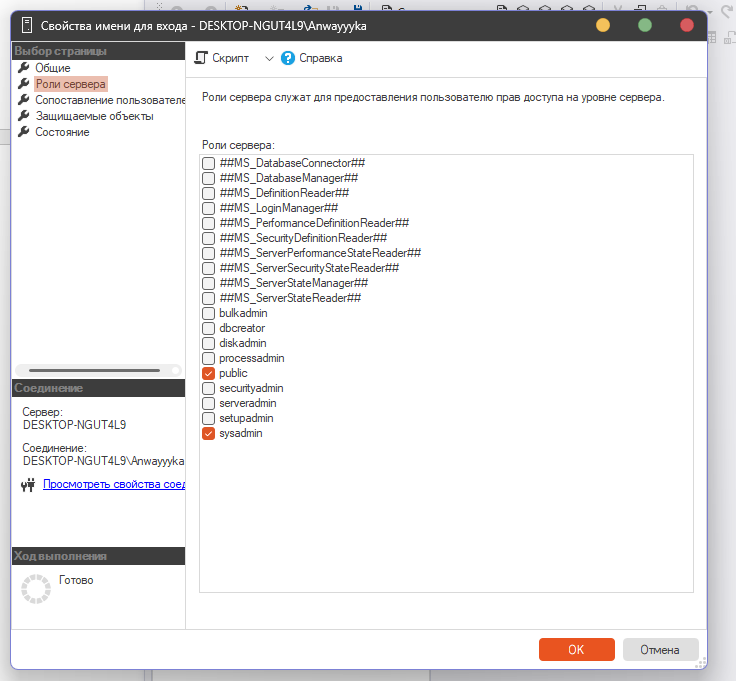 Свойства имени для входа - DESKTOP-NGUT4L9\Anwayyyka
Выбор страницы
Общие
Роли сервера
Сопоставление пользователе
Защищаемые объекты
Состояние
Скрипт
Справка
Роли сервера служат для предоставления пользователю прав доступа на уровне сервера.
Роли сервера:
##MS_DatabaseConnector##
##MS_DatabaseManager##
##MS_DefinitionReader##
##MS_LoginManager##
##MS_PerformanceDefinitionReader##
##MS_SecurityDefinitionReader##
##MS_ServerPerformanceStateReader##
##MS_ServerSecurityStateReader##
##MS_ServerStateManager##
##MS_ServerStateReader##
bulkadmin
dbcreator
diskadmin
processadmin
public
securityadmin
serveradmin
setupadmin
sysadmin
Соединение
Сервер:
DESKTOP-NGUT4L9
Соединение:
DESKTOP-NGUT4L9\Anwayyyka
Просмотреть свойства соед
Ход выполнения
Готово
OK
Отмена